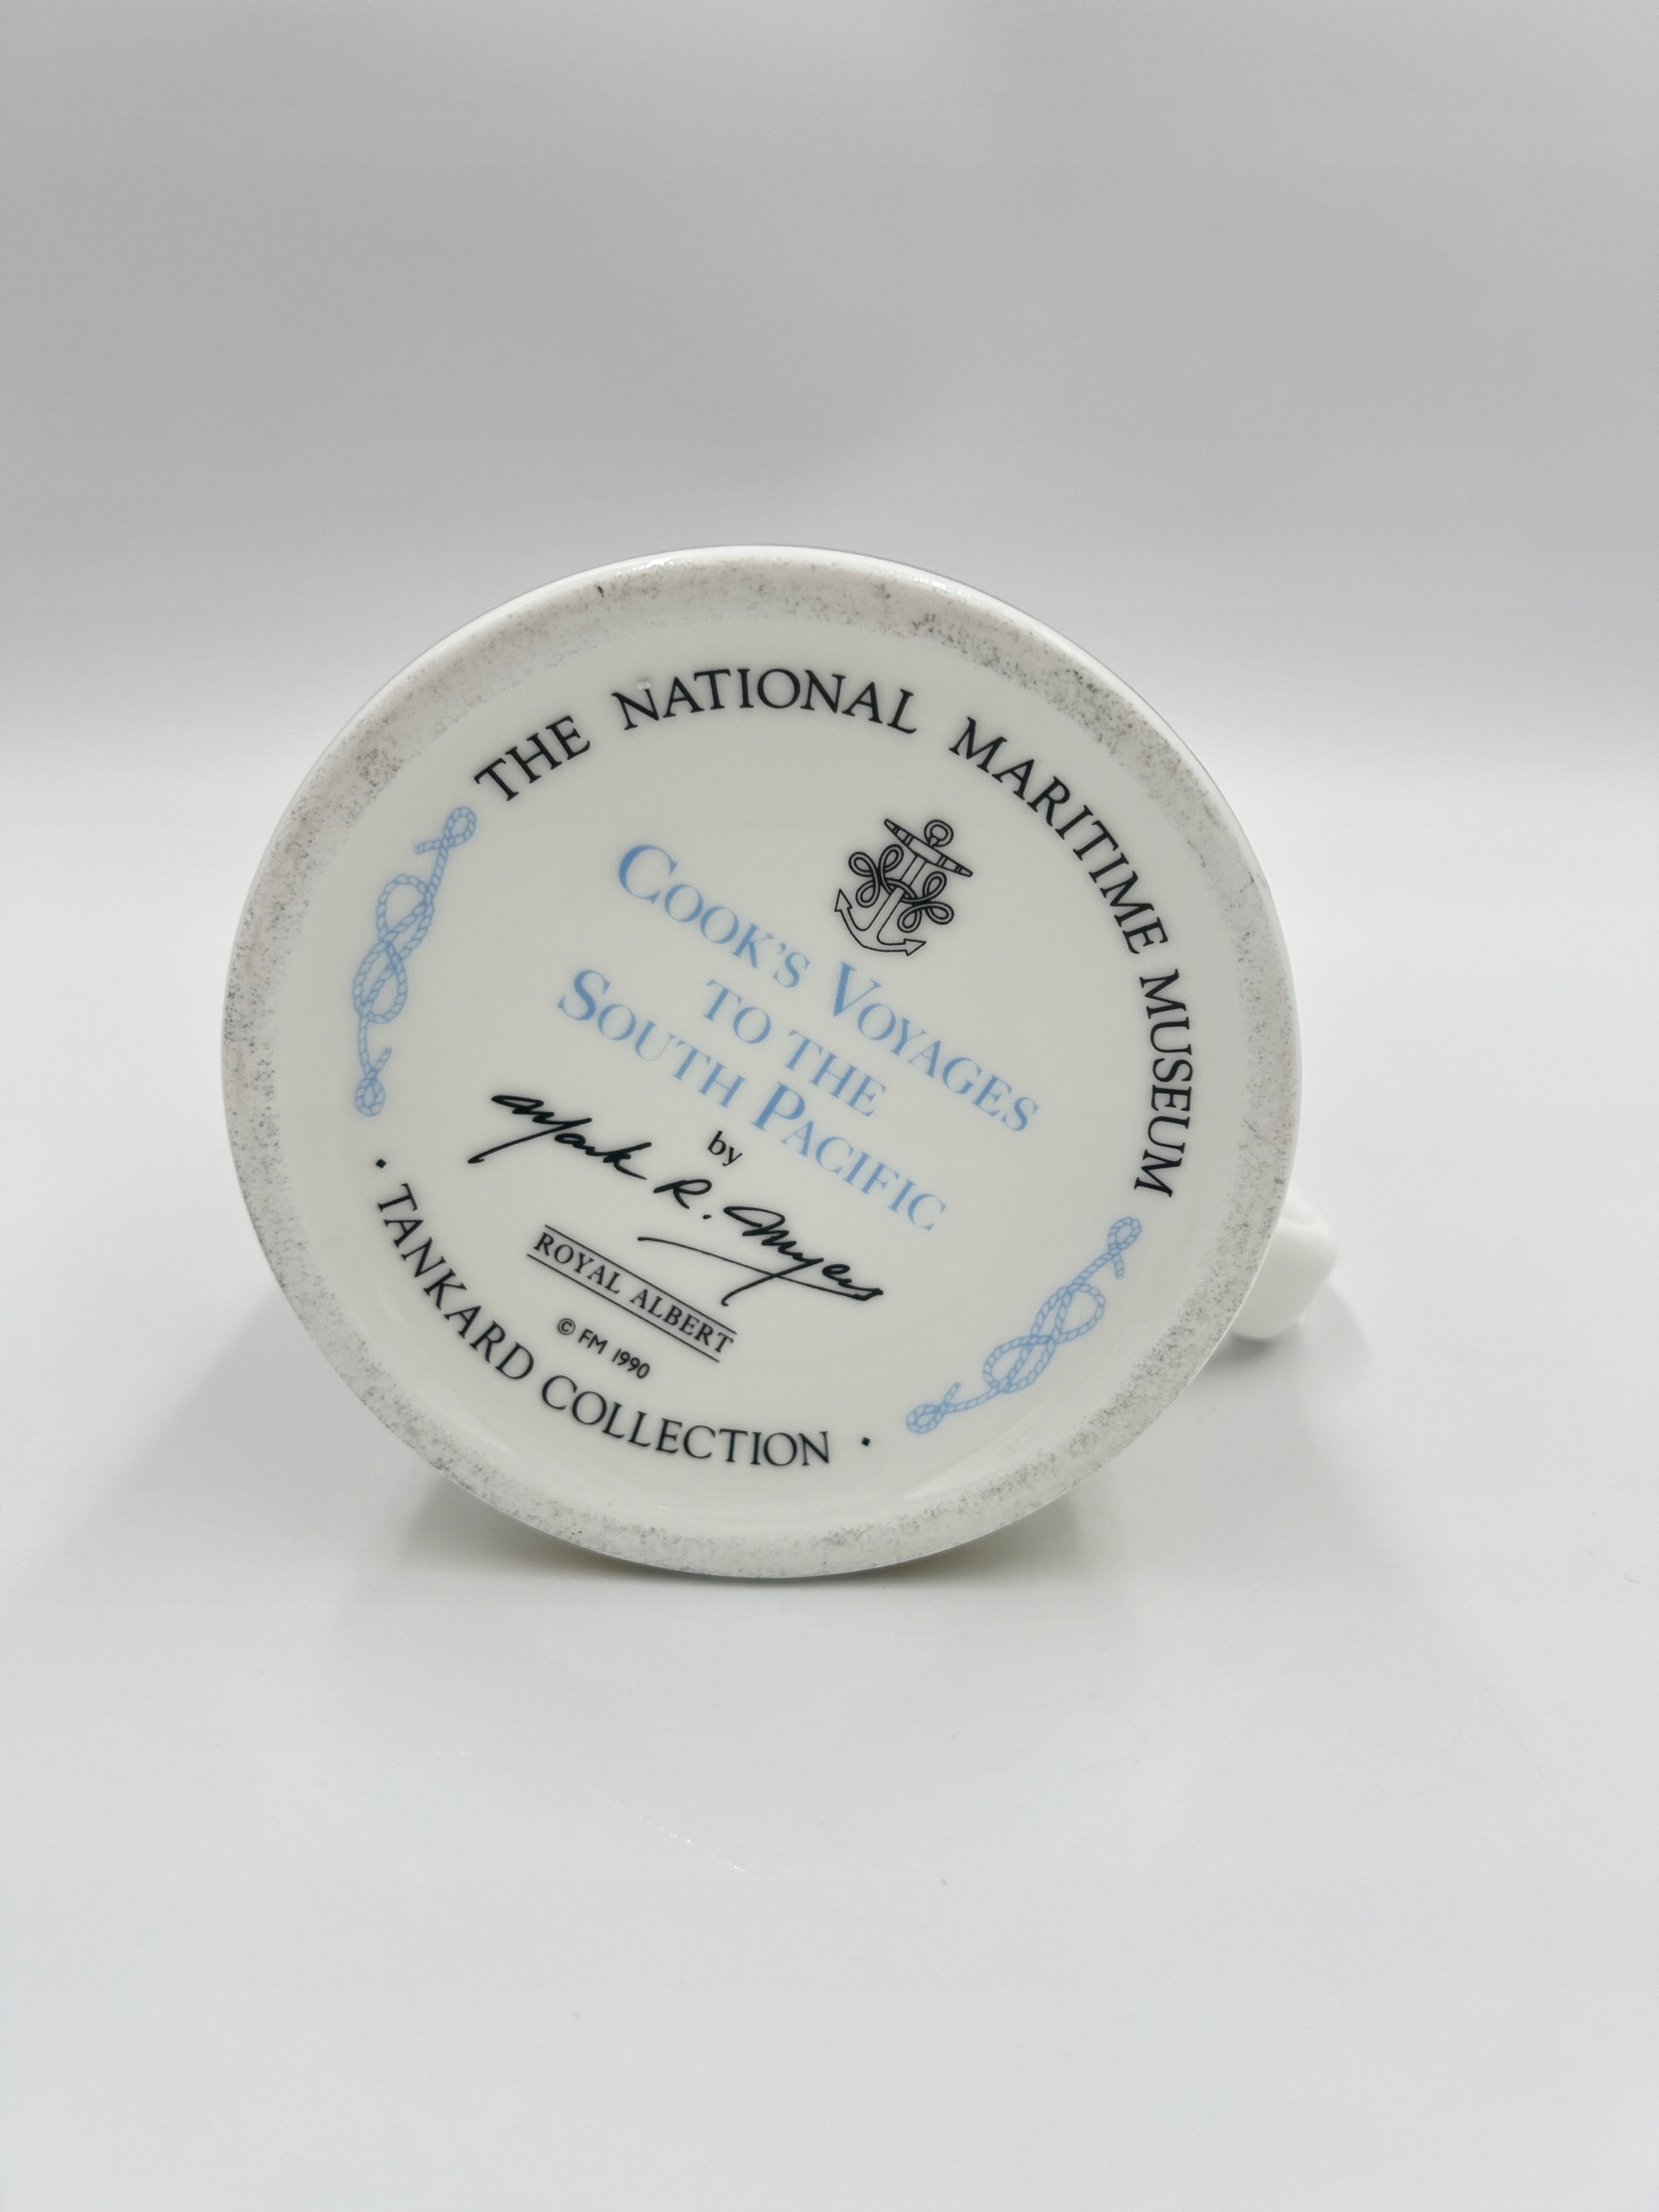 THE NATIONAL MARITIME MUSEUM
COOK'S VOYAGES
TO THE
SOUTH PACIFIC
by
Mark R. Myers
ROYAL ALBERT
© FM 1990
• TANKARD COLLECTION •